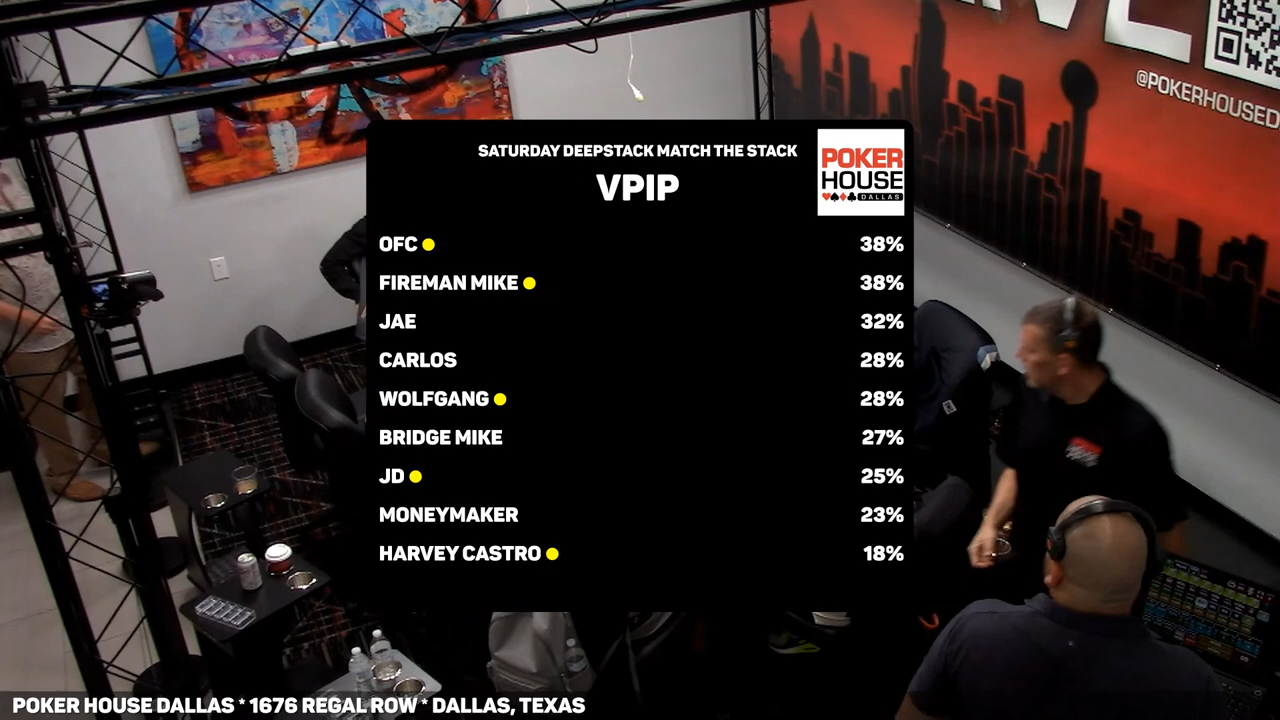 @POKERHOUSED
SATURDAY DEEPSTACK MATCH THE STACK
VPIP
POKER
HOUSE
DALLAS
OFC 38%
FIREMAN MIKE 38%
JAE 32%
CARLOS 28%
WOLFGANG 28%
BRIDGE MIKE 27%
JD 25%
MONEYMAKER 23%
HARVEY CASTRO 18%
POKER HOUSE DALLAS * 1676 REGAL ROW * DALLAS, TEXAS